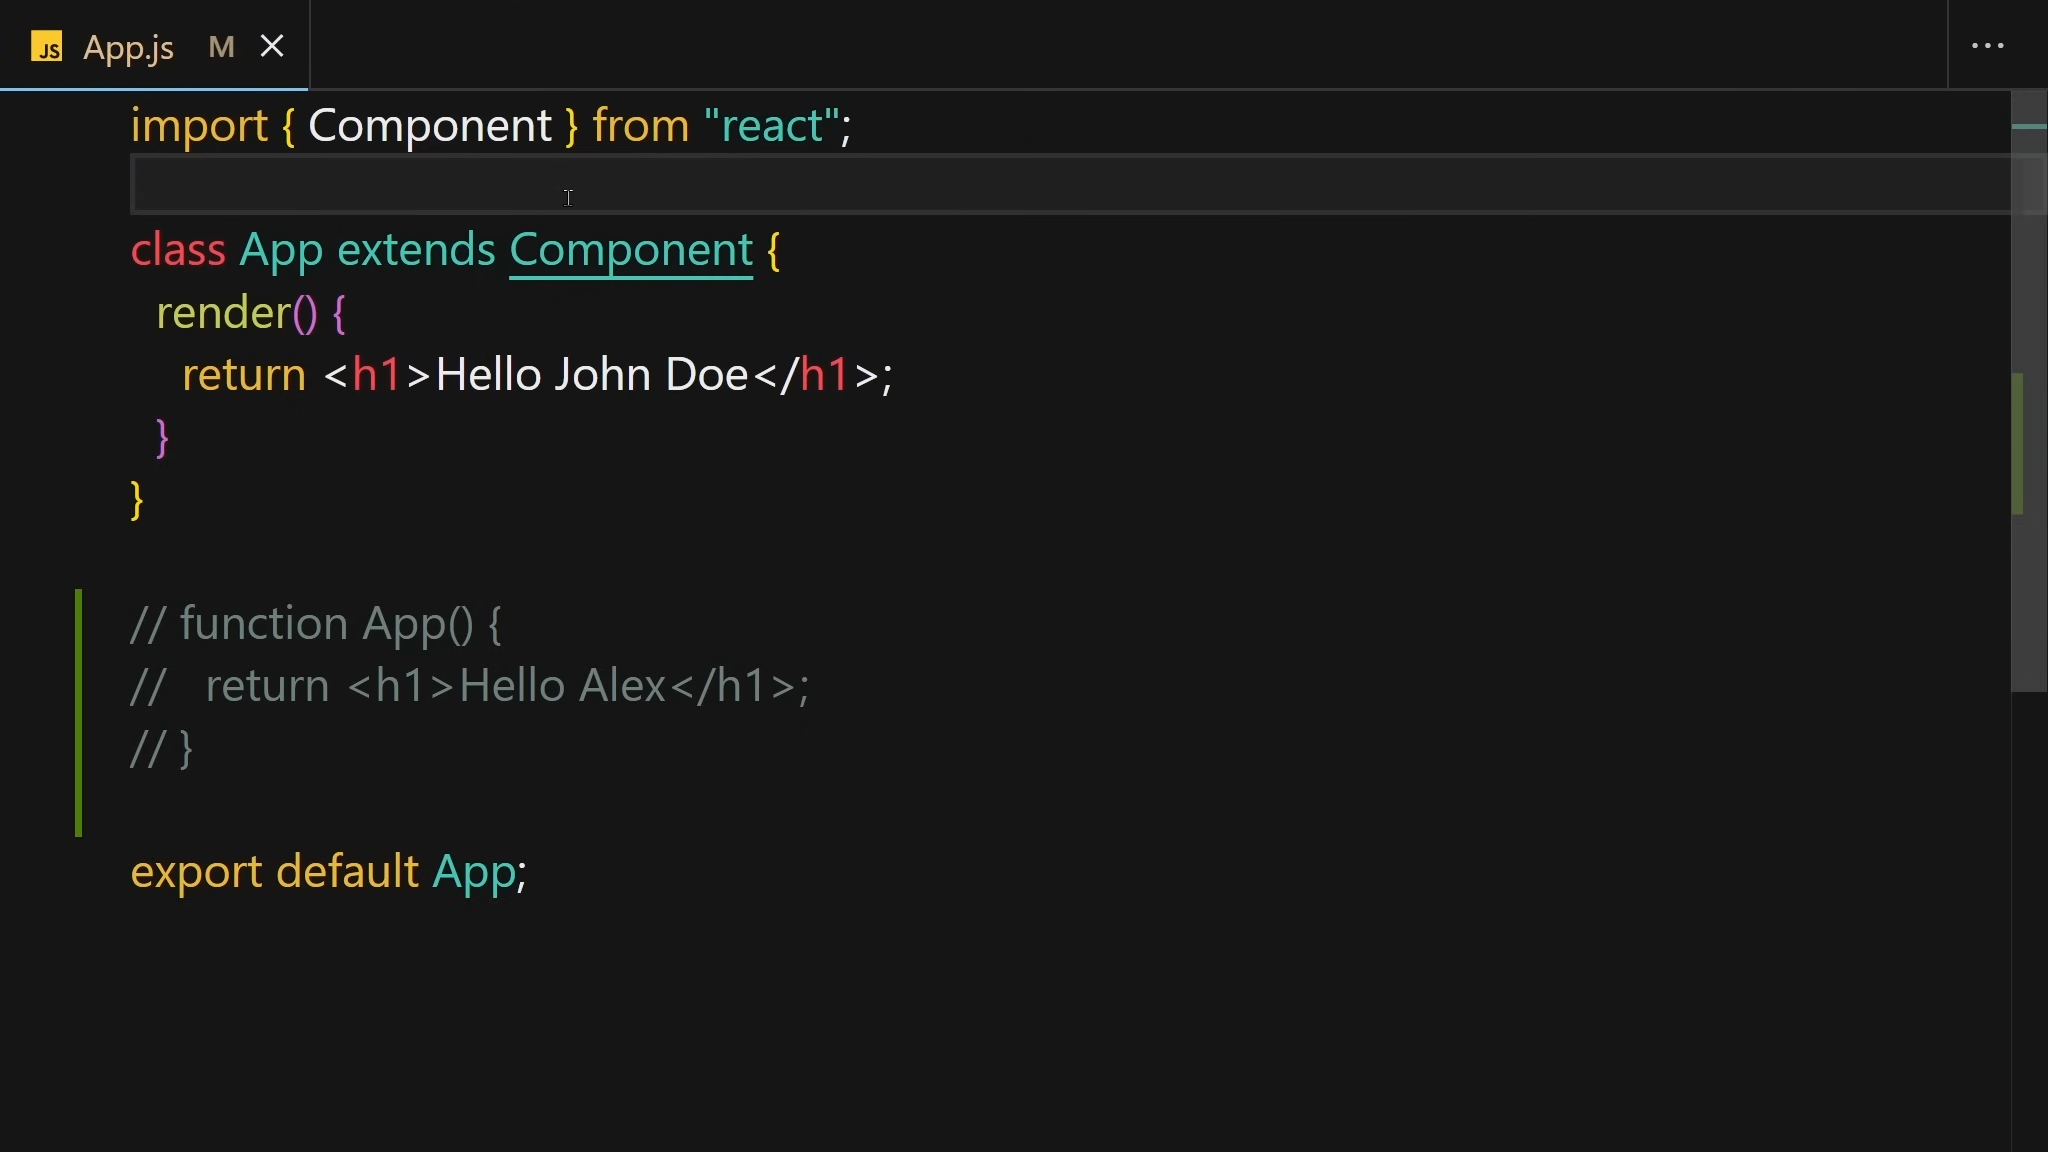 JS App.js M
import { Component } from "react";
class App extends Component {
render() {
return <h1>Hello John Doe</h1>;
}
}
// function App() {
//   return <h1>Hello Alex</h1>;
// }
export default App;